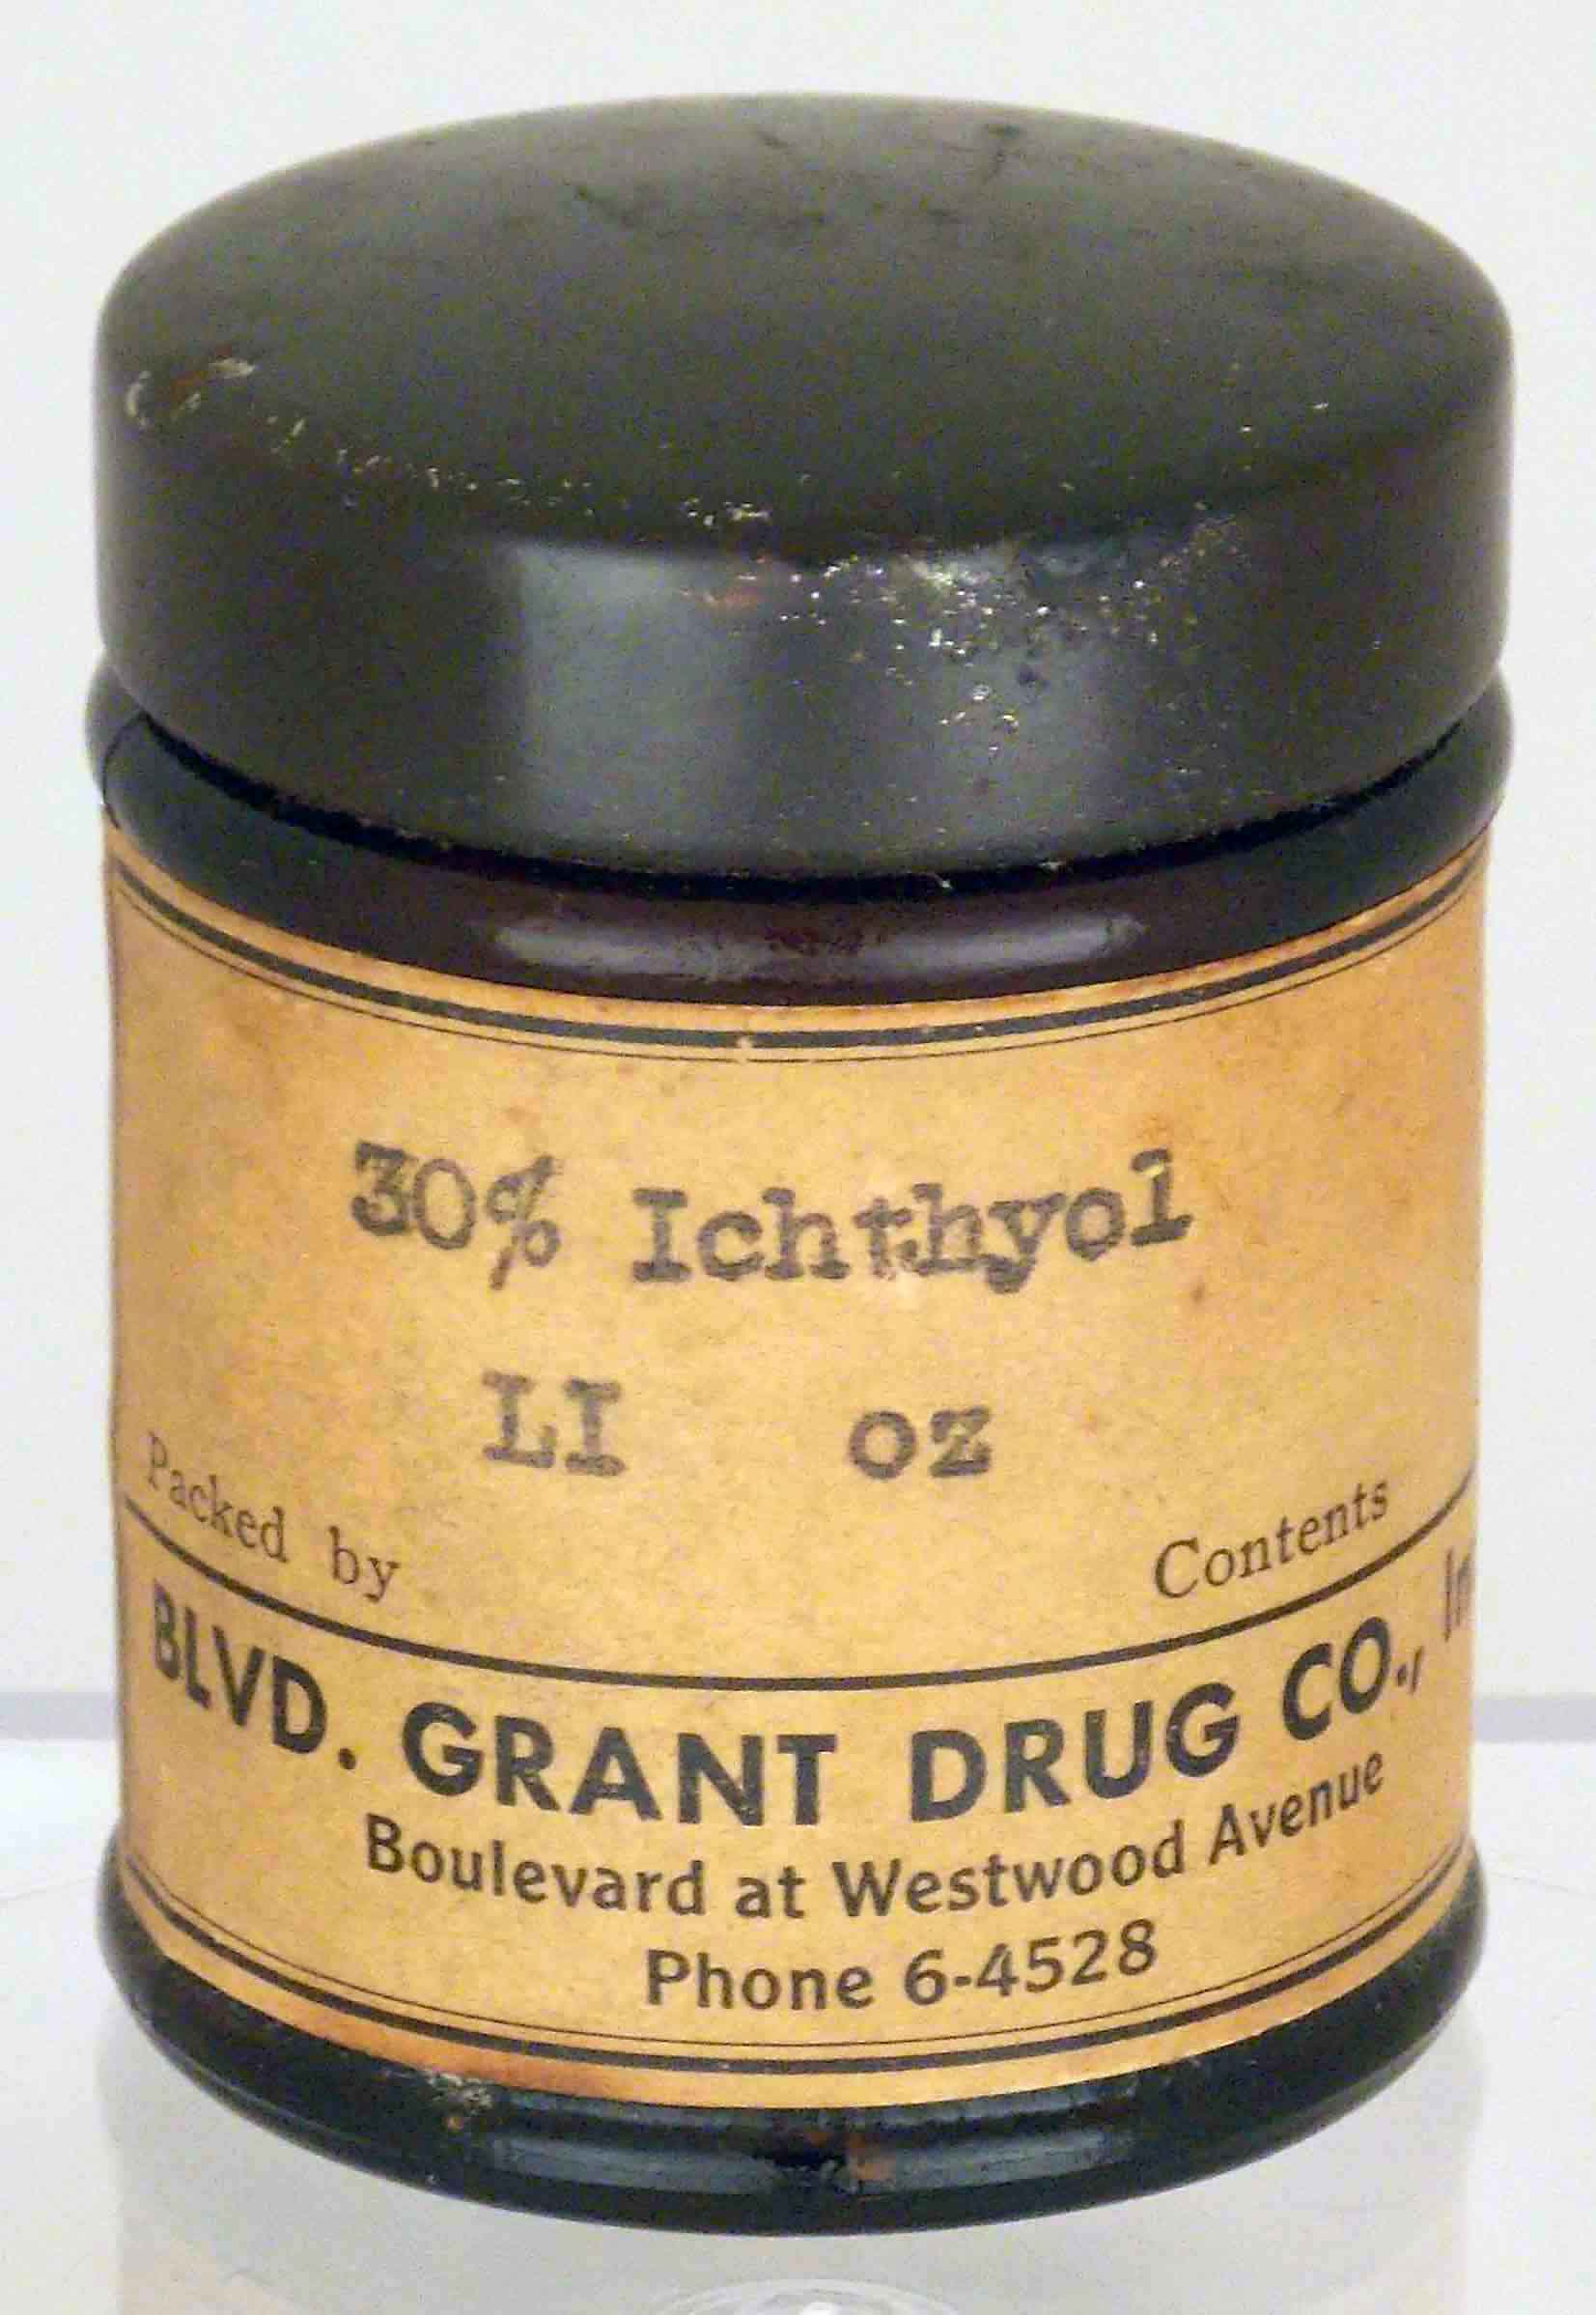 30% Ichthyol
LI oz
Packed by Contents
BLVD. GRANT DRUG CO.,
Boulevard at Westwood Avenue
Phone 6-4528